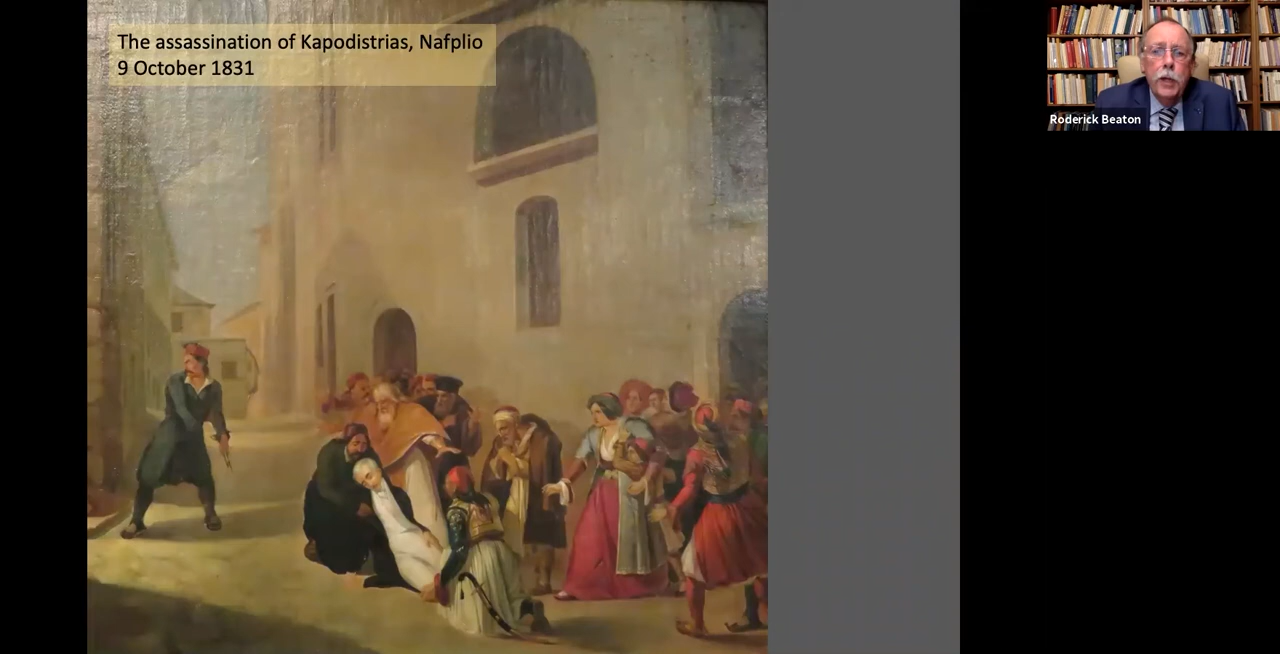 The assassination of Kapodistrias, Nafplio
9 October 1831
Roderick Beaton